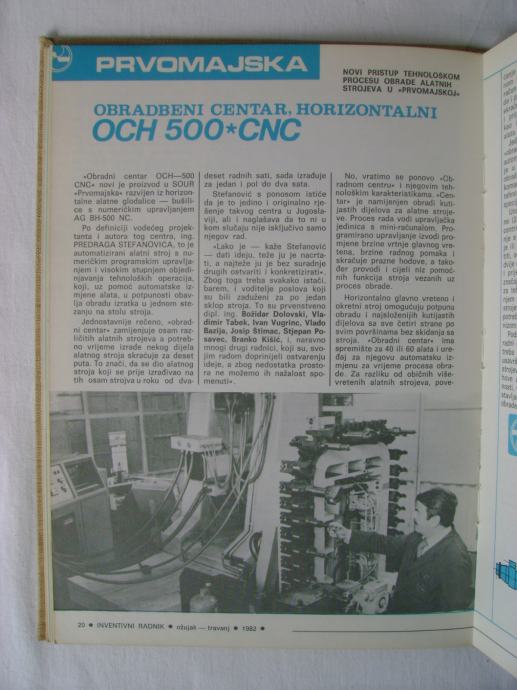 PRVOMAJSKA
NOVI PRISTUP TEHNOLOŠKOM
PROCESU OBRADE ALATNIH
STROJEVA U »PRVOMAJSKOJ«
OBRADBENI CENTAR, HORIZONTALNI
OCH 500*CNC
»Obradni centar OCH—500
CNC« novi je proizvod u SOUR
»Prvomajska« razvijen iz horizon-
talne alatne glodalice — bušili-
ce s numeričkim upravljanjem
AG BH-500 NC.
Po definiciji vodećeg projek-
tanta i autora tog centra, ing.
PREDRAGA STEFANOVIĆA, to je
automatizirani alatni stroj s nu-
meričkim programskim upravlja-
njem i visokim stupnjem objedi-
njavanja tehnoloških operacija,
koji, uz pomoć automatske iz-
mjene alata, u potpunosti obav-
lja obradu izratka u jednom ste-
zanju na stolu stroja.
Jednostavnije rečeno, »obrad-
ni centar« zamjenjuje osam raz-
ličitih alatnih strojeva a potreb-
no vrijeme izrade nekog dijela
alatnog stroja skraćuje za deset
puta. To znači, da se dio alatnog
stroja koji se prije izrađivao na
tih osam strojeva u roku od dva-
deset radnih sati, sada izrađuje
za jedan i pol do dva sata.
Stefanović s ponosom ističe
da je to jedino i originalno rje-
šenje takvog centra u Jugosla-
viji, ali i naglašava da to ni u
kom slučaju nije isključivo samo
njegov rad.
»Lako je — kaže Stefanović
— dati ideju, teže ju je nacrta-
ti, a najteže ju je bez suradnje
drugih ostvariti i konkretizirati«.
Zbog toga treba svakako istaći,
barem, i voditelje poslova koji
su bili zaduženi za po jedan
sklop stroja. To su prvenstveno
dipl. ing. Božidar Dolovski, Vla-
dimir Tabek, Ivan Vugrinc, Vlado
Barija, Josip Štimac, Stjepan Po-
savec, Branko Kišić, i, naravno
mnogi drugi radnici, koji su, svo-
jim radom doprinijeli ostvarenju
ideje, a zbog nedostatka prosto-
ra ne možemo ih nažalost spo-
menuti«.
No, vratimo se ponovo »Ob-
radnom centru« i njegovim teh-
nološkim karakteristikama. »Cen-
tar« je namijenjen obradi kuti-
jastih dijelova za alatne stroje-
ve. Proces rada vodi upravljačka
jedinica s mini-računalom. Pro-
gramirano upravljanje izvodi pro-
mjene brzine vrtnje glavnog vre-
tena, brzine radnog pomaka i
skraćuje prazne hodove, a tako-
đer provodi i cijeli niz pomoć-
nih funkcija stroja vezanih uz
proces obrade.
Horizontalno glavno vreteno i
okretni stroj omogućuju potpunu
obradu i najsloženijih kutijastih
dijelova sa sve četiri strane po
svim površinama bez skidanja sa
stroja. »Obradni centar« ima
spremište za 40 ili 60 alata i ure-
đaj za njegovu automatsku iz-
mjenu za vrijeme procesa obra-
de. Za razliku od običnih više-
vretenih alatnih strojeva, pove-
20 ★ INVENTIVNI RADNIK ★ ožujak — travanj ★ 1982 ★